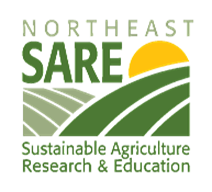 NORTHEAST
SARE
Sustainable Agriculture
Research & Education